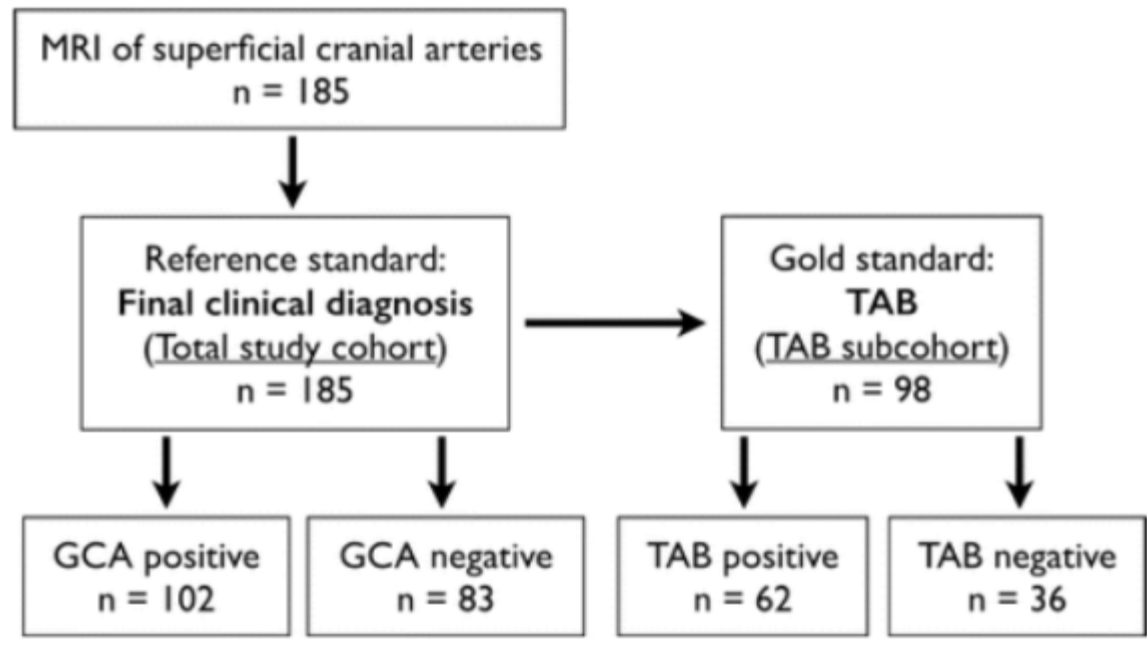 MRI of superficial cranial arteries
n = 185
Reference standard:
Final clinical diagnosis
(Total study cohort)
n = 185
Gold standard:
TAB
(TAB subcohort)
n = 98
GCA positive
n = 102
GCA negative
n = 83
TAB positive
n = 62
TAB negative
n = 36